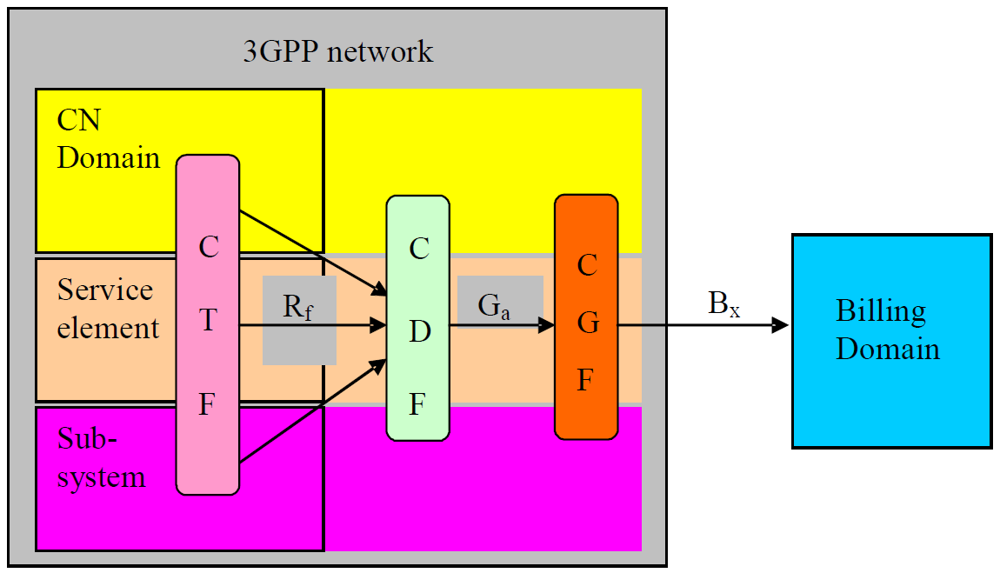 3GPP network
CN
Domain
C
T
F
Service
element
Rf
Sub-
system
C
D
F
Ga
C
G
F
Bx
Billing
Domain